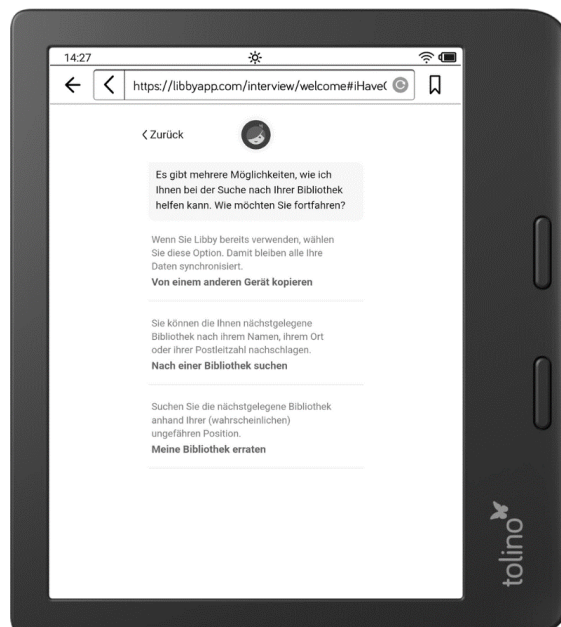 14:27
https://libbyapp.com/interview/welcome#iHave(
Zurück
Es gibt mehrere Möglichkeiten, wie ich
Ihnen bei der Suche nach Ihrer Bibliothek
helfen kann. Wie möchten Sie fortfahren?
Wenn Sie Libby bereits verwenden, wählen
Sie diese Option. Damit bleiben alle Ihre
Daten synchronisiert.
Von einem anderen Gerät kopieren
Sie können die Ihnen nächstgelegene
Bibliothek nach ihrem Namen, ihrem Ort
oder ihrer Postleitzahl nachschlagen.
Nach einer Bibliothek suchen
Suchen Sie die nächstgelegene Bibliothek
anhand Ihrer (wahrscheinlichen)
ungefähren Position.
Meine Bibliothek erraten
tolino